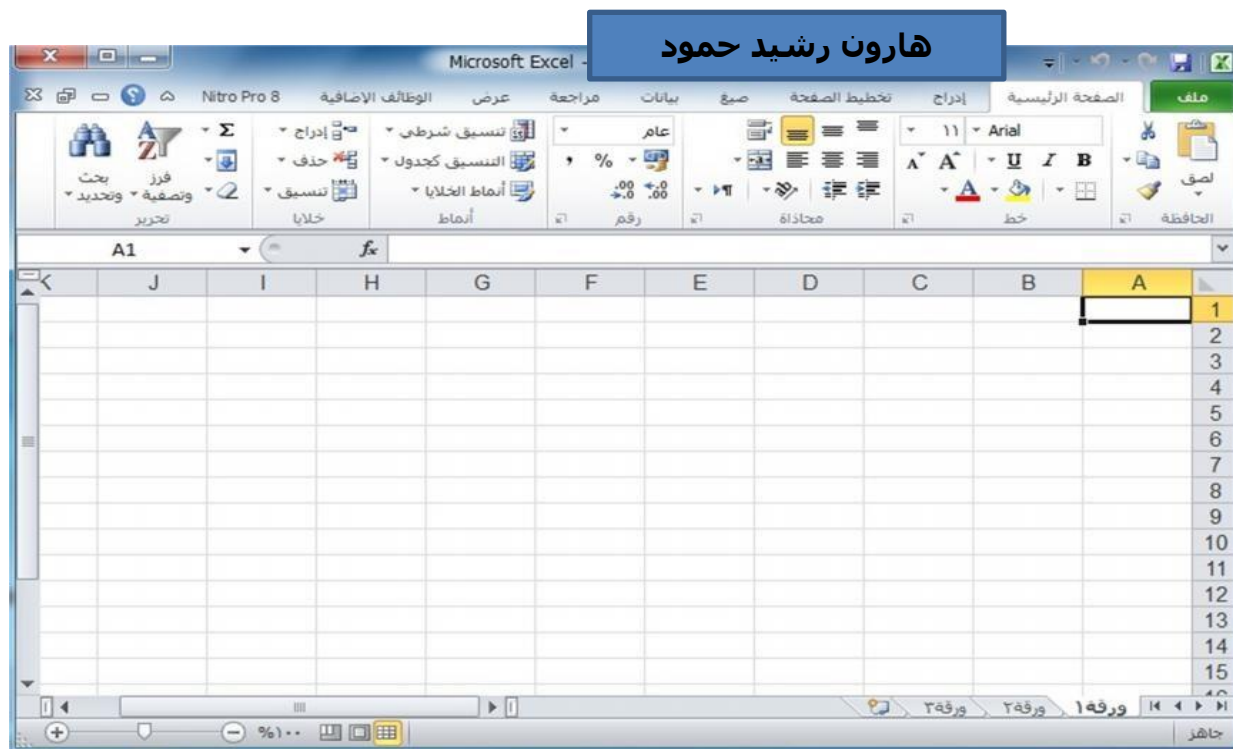 هارون رشيد حمود
Microsoft Excel -
ملف الصفحة الرئيسية إدراج تخطيط الصفحة صيغ بيانات مراجعة عرض الوظائف الإضافية Nitro Pro 8
لصق
Arial ١١
B I U
عام
%
تنسيق شرطي
التنسيق كجدول
أنماط الخلايا
إدراج
حذف
تنسيق
Σ
فرز وتصفية
بحث وتحديد
الحافظة خط محاذاة رقم أنماط خلايا تحرير
A1 fx
A B C D E F G H I J K
1
2
3
4
5
6
7
8
9
10
11
12
13
14
15
ورقة١ ورقة٢ ورقة٣
جاهز ١٠٠%